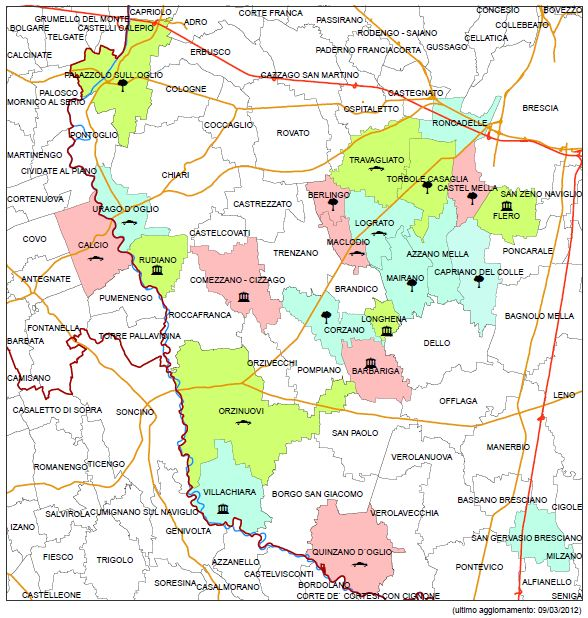 CAPRIOLO
CONCESIO
BOVEZZO
GRUMELLO DEL MONTE
ADRO
CORTE FRANCA
PASSIRANO
COLLEBEATO
BOLGARE
CASTELLI CALEPIO
RODENGO - SAIANO
CELLATICA
TELGATE
ERBUSCO
PADERNO FRANCIACORTA
GUSSAGO
CALCINATE
PALAZZOLO SULL`OGLIO
CAZZAGO SAN MARTINO
PALOSCO
COLOGNE
CASTEGNATO
MORNICO AL SERIO
OSPITALETTO
BRESCIA
COCCAGLIO
RONCADELLE
PONTOGLIO
ROVATO
MARTINENGO
TRAVAGLIATO
CIVIDATE AL PIANO
CHIARI
TORBOLE CASAGLIA
BERLINGO
CASTEL MELLA
SAN ZENO NAVIGLIO
CORTENUOVA
URAGO D`OGLIO
CASTREZZATO
FLERO
LOGRATO
COVO
CALCIO
CASTELCOVATI
MACLODIO
RUDIANO
TRENZANO
AZZANO MELLA
PONCARALE
ANTEGNATE
COMEZZANO - CIZZAGO
MAIRANO
CAPRIANO DEL COLLE
BRANDICO
PUMENENGO
ROCCAFRANCA
LONGHENA
BAGNOLO MELLA
FONTANELLA
CORZANO
BARBATA
TORRE PALLAVICINA
DELLO
ORZIVECCHI
POMPIANO
BARBARIGA
CAMISANO
LENO
CASALETTO DI SOPRA
SONCINO
ORZINUOVI
OFFLAGA
SAN PAOLO
MANERBIO
VEROLANUOVA
ROMANENGO
TICENGO
VILLACHIARA
BORGO SAN GIACOMO
BASSANO BRESCIANO
CIGOLE
SALVIROLA
CUMIGNANO SUL NAVIGLIO
VEROLAVECCHIA
IZANO
GENIVOLTA
SAN GERVASIO BRESCIANO
FIESCO
TRIGOLO
AZZANELLO
QUINZANO D`OGLIO
MILZANO
PONTEVICO
CASTELVISCONTI
SORESINA
CASALMORANO
BORDOLANO
ALFIANELLO
CASTELLEONE
CORTE DE` CORTESI CON CIGNONE
SENIGA
(ultimo aggiornamento: 09/03/2012)